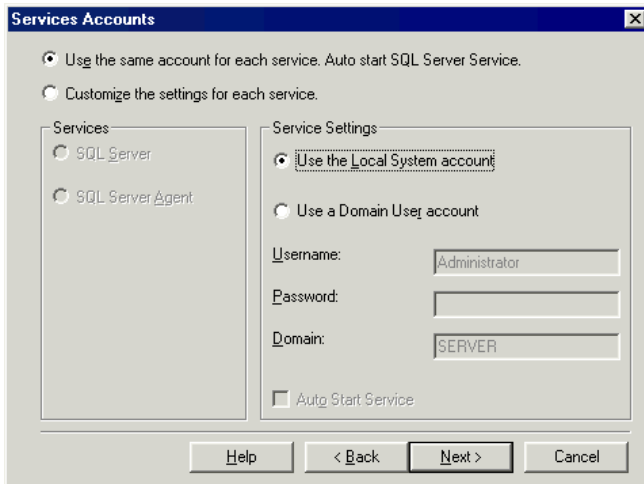 Services Accounts
Use the same account for each service. Auto start SQL Server Service.
Customize the settings for each service.
Services
SQL Server
SQL Server Agent
Service Settings
Use the Local System account
Use a Domain User account
Username:
Administrator
Password:
Domain:
SERVER
Auto Start Service
Help
< Back
Next >
Cancel